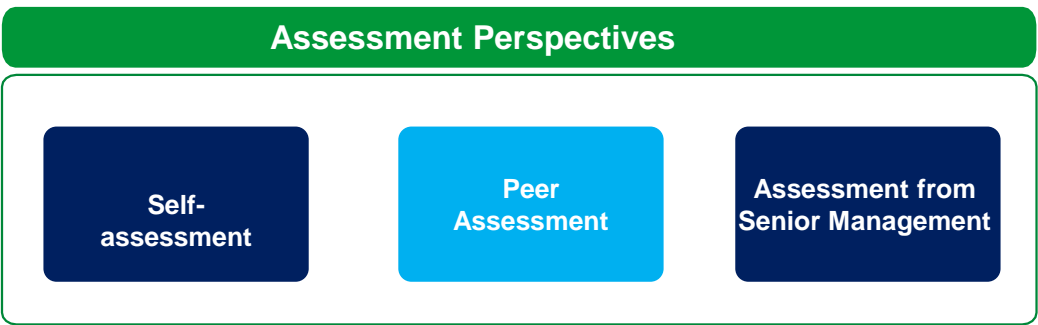 Assessment Perspectives
Self-
assessment
Peer
Assessment
Assessment from
Senior Management